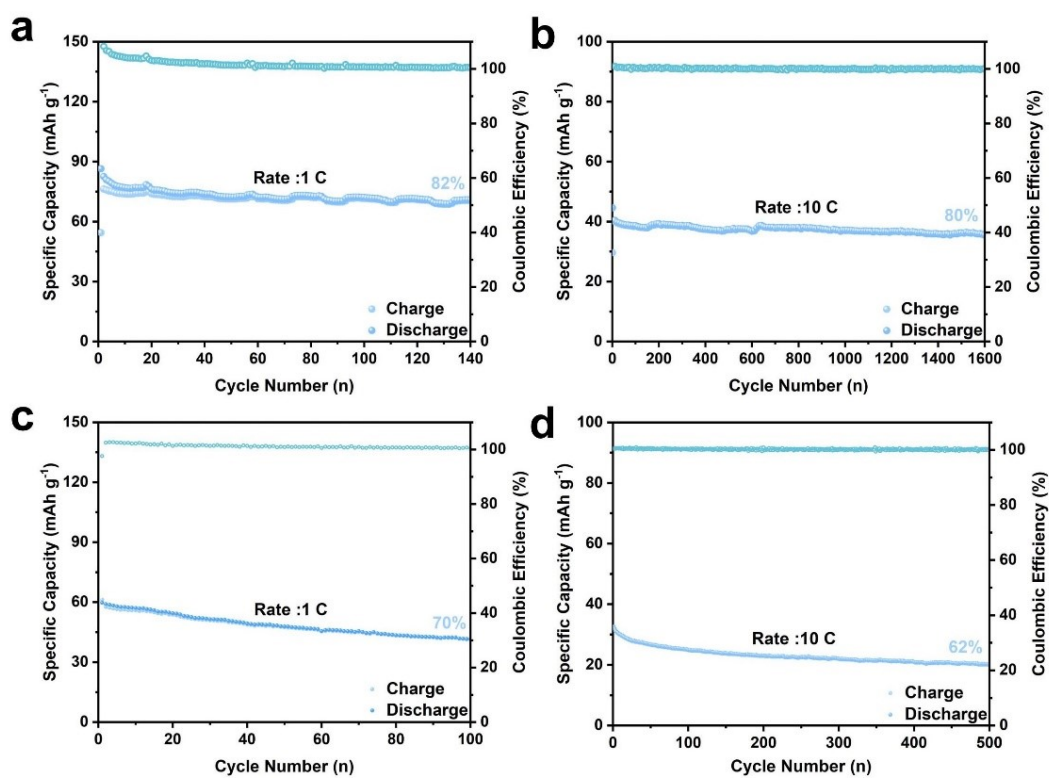 a
150
120
90
60
30
0
Specific Capacity (mAh g⁻¹)
100
80
60
40
20
0
Coulombic Efficiency (%)
Rate :1 C
82%
Charge
Discharge
0 20 40 60 80 100 120 140
Cycle Number (n)
b
100
80
60
40
20
0
Specific Capacity (mAh g⁻¹)
100
80
60
40
20
0
Coulombic Efficiency (%)
Rate :10 C
80%
Charge
Discharge
0 200 400 600 800 1000 1200 1400 1600
Cycle Number (n)
c
150
120
90
60
30
0
Specific Capacity (mAh g⁻¹)
100
80
60
40
20
0
Coulombic Efficiency (%)
Rate :1 C
70%
Charge
Discharge
0 20 40 60 80 100
Cycle Number (n)
d
100
80
60
40
20
0
Specific Capacity (mAh g⁻¹)
100
80
60
40
20
0
Coulombic Efficiency (%)
Rate :10 C
62%
Charge
Discharge
0 100 200 300 400 500
Cycle Number (n)